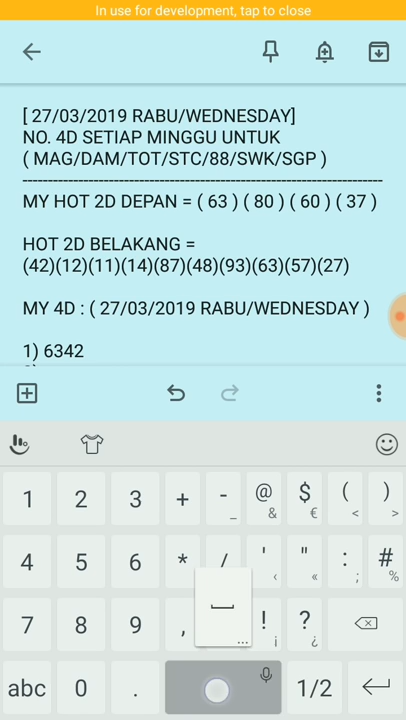 In use for development, tap to close
[ 27/03/2019 RABU/WEDNESDAY]
NO. 4D SETIAP MINGGU UNTUK
( MAG/DAM/TOT/STC/88/SWK/SGP )
--------------------------------------------------------------------
MY HOT 2D DEPAN = ( 63 ) ( 80 ) ( 60 ) ( 37 )
HOT 2D BELAKANG =
(42)(12)(11)(14)(87)(48)(93)(63)(57)(27)
MY 4D : ( 27/03/2019 RABU/WEDNESDAY )
1) 6342
1 2 3 + - _ @ & $ € ( < ) >
4 5 6 * / ' ‹ " « : ; # %
7 8 9 , ... ! ¡ ? ¿
abc 0 . 1/2